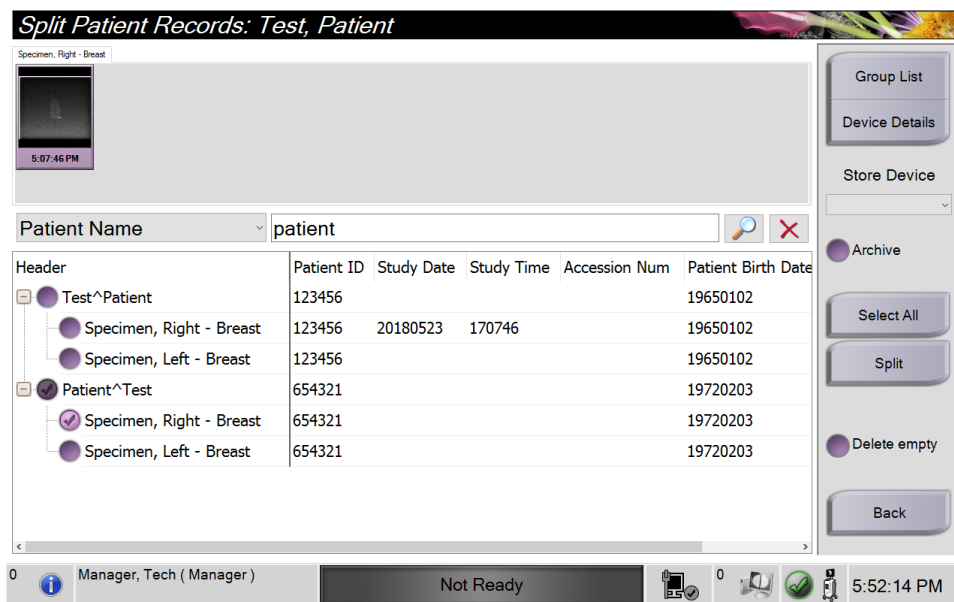 Split Patient Records: Test, Patient
Specimen, Right - Breast
5:07:46 PM
Group List
Device Details
Store Device
Patient Name patient
Archive
Header Patient ID Study Date Study Time Accession Num Patient Birth Date
Test^Patient 123456 19650102
Specimen, Right - Breast 123456 20180523 170746 19650102
Specimen, Left - Breast 123456 19650102
Patient^Test 654321 19720203
Specimen, Right - Breast 654321 19720203
Specimen, Left - Breast 654321 19720203
Select All
Split
Delete empty
Back
0 Manager, Tech ( Manager ) Not Ready 0 5:52:14 PM